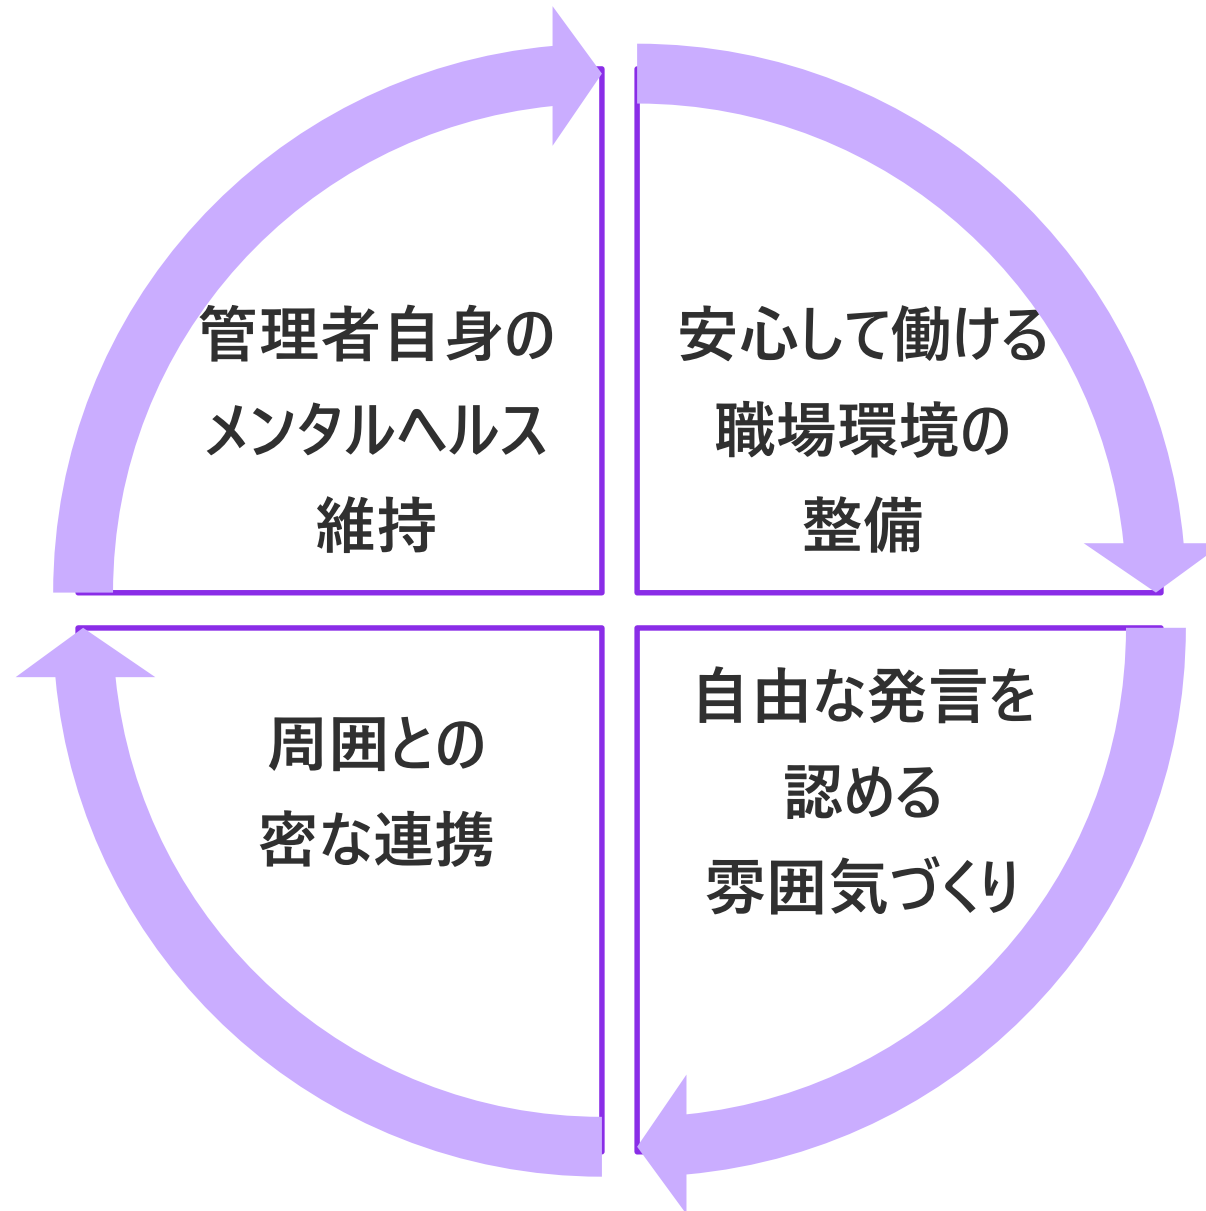 管理者自身の
メンタルヘルス
維持
安心して働ける
職場環境の
整備
周囲との
密な連携
自由な発言を
認める
雰囲気づくり